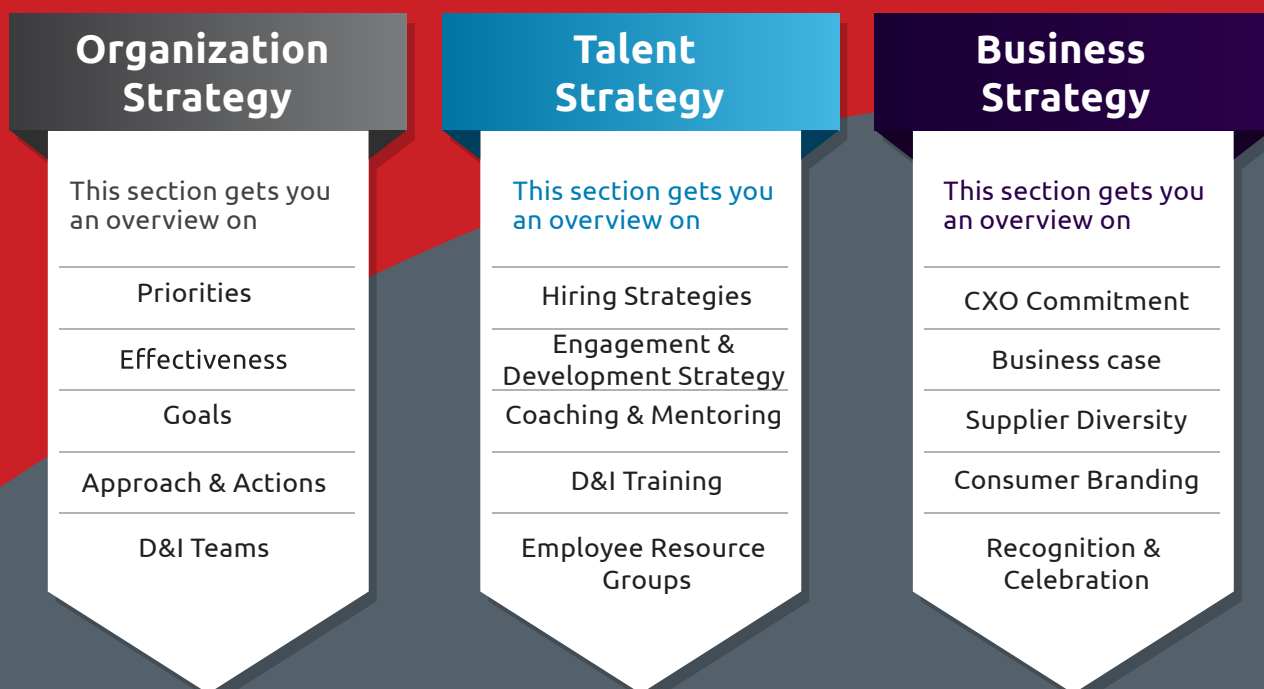 Organization
Strategy
This section gets you
an overview on
Priorities
Effectiveness
Goals
Approach & Actions
D&I Teams
Talent
Strategy
This section gets you
an overview on
Hiring Strategies
Engagement &
Development Strategy
Coaching & Mentoring
D&I Training
Employee Resource
Groups
Business
Strategy
This section gets you
an overview on
CXO Commitment
Business case
Supplier Diversity
Consumer Branding
Recognition &
Celebration